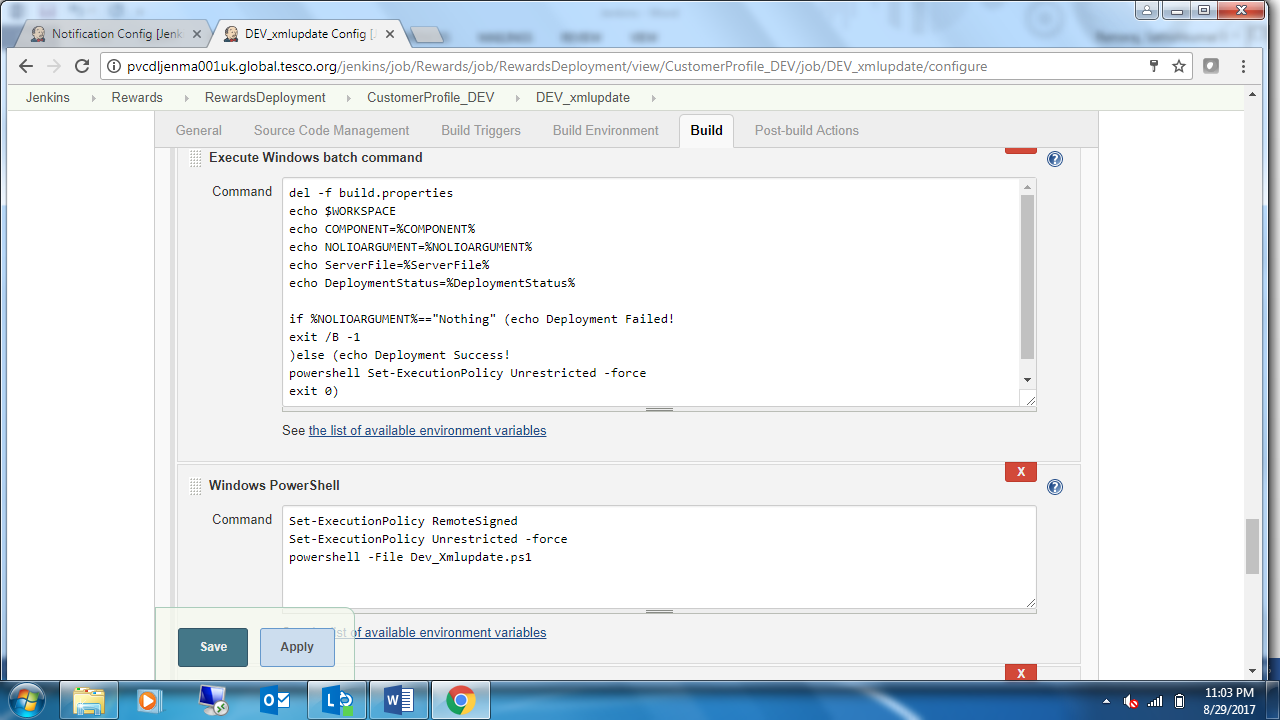 Notification Config [Jenk
DEV_xmlupdate Config [J
pvcdljenma001uk.global.tesco.org/jenkins/job/Rewards/job/RewardsDeployment/view/CustomerProfile_DEV/job/DEV_xmlupdate/configure
Jenkins Rewards RewardsDeployment CustomerProfile_DEV DEV_xmlupdate
General Source Code Management Build Triggers Build Environment Build Post-build Actions
Execute Windows batch command
Command
del -f build.properties
echo $WORKSPACE
echo COMPONENT=%COMPONENT%
echo NOLIOARGUMENT=%NOLIOARGUMENT%
echo ServerFile=%ServerFile%
echo DeploymentStatus=%DeploymentStatus%
if %NOLIOARGUMENT%=="Nothing" (echo Deployment Failed!
exit /B -1
)else (echo Deployment Success!
powershell Set-ExecutionPolicy Unrestricted -force
exit 0)
See the list of available environment variables
X
Windows PowerShell
Command
Set-ExecutionPolicy RemoteSigned
Set-ExecutionPolicy Unrestricted -force
powershell -File Dev_Xmlupdate.ps1
list of available environment variables
Save Apply
X
11:03 PM
8/29/2017